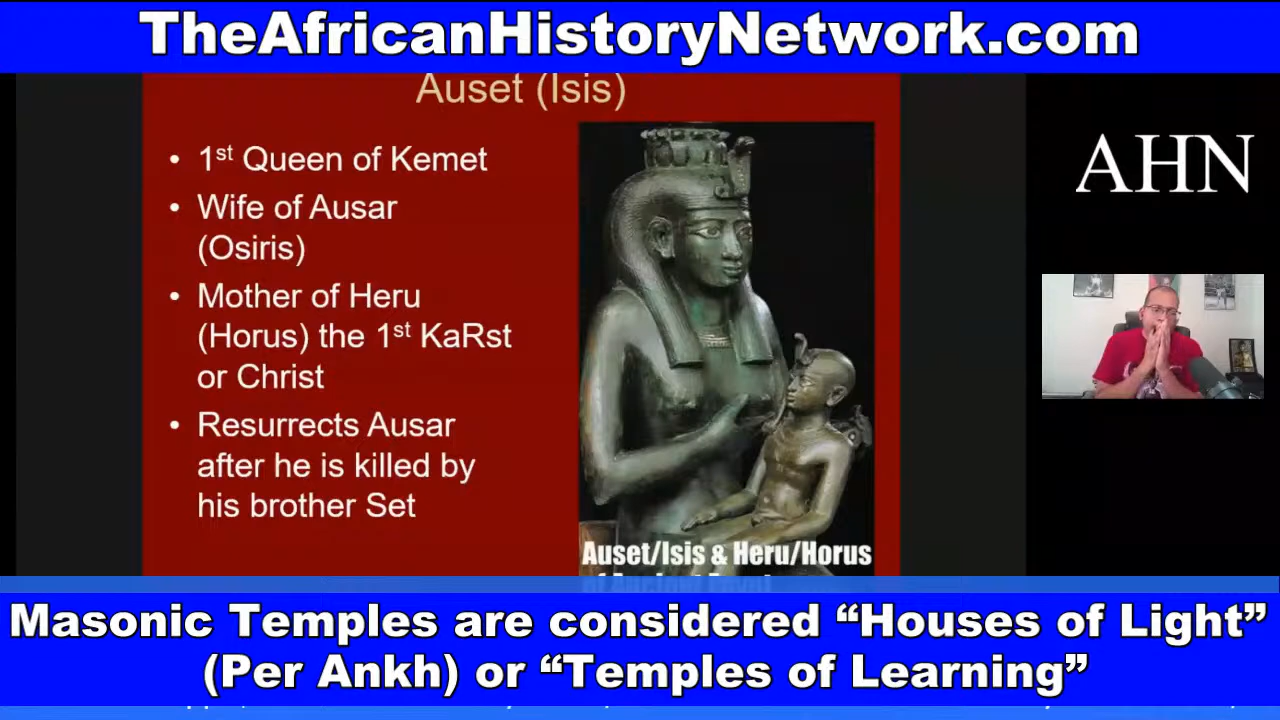 TheAfricanHistoryNetwork.com
Auset (Isis)
AHN
• 1st Queen of Kemet
• Wife of Ausar
(Osiris)
• Mother of Heru
(Horus) the 1st KaRst
or Christ
• Resurrects Ausar
after he is killed by
his brother Set
Auset/Isis & Heru/Horus
Masonic Temples are considered “Houses of Light”
(Per Ankh) or “Temples of Learning”